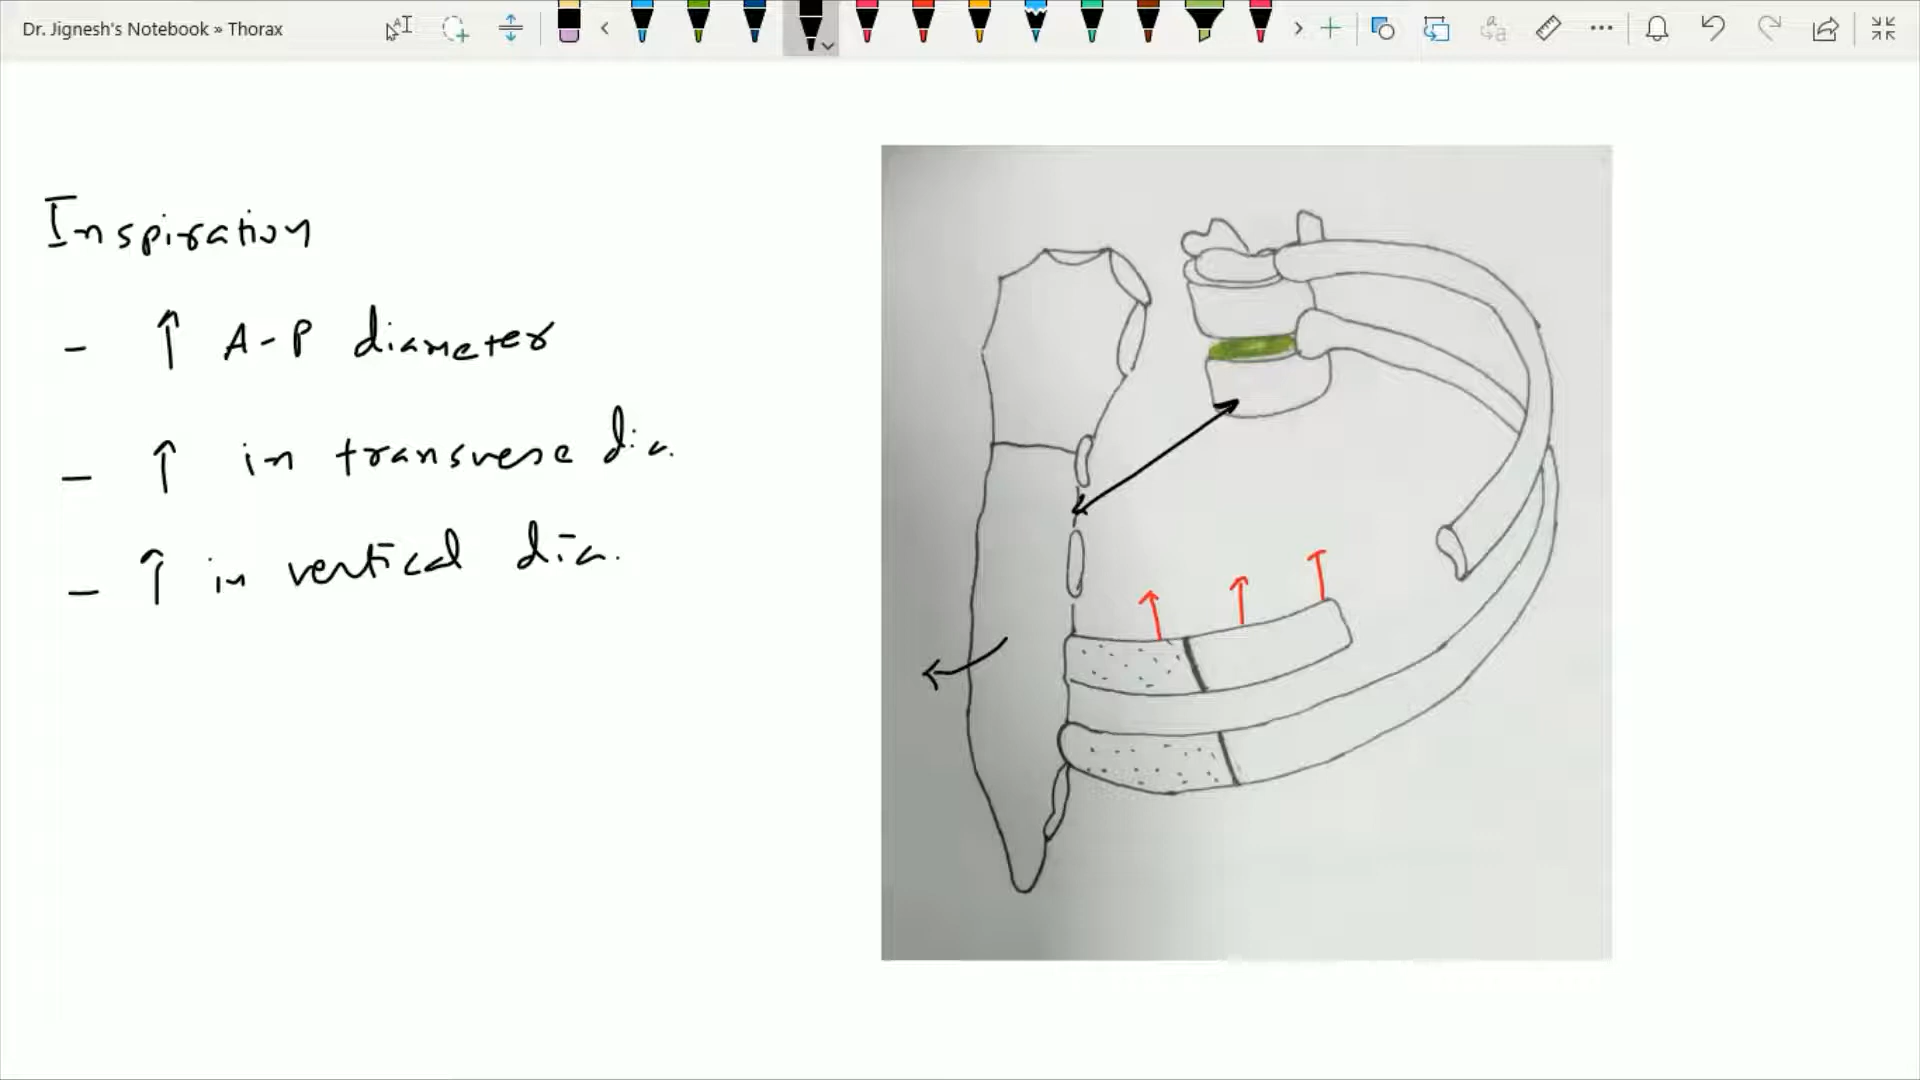 Dr. Jignesh's Notebook » Thorax
Inspiration
- ↑ A-P diameter
- ↑ in transverse dia.
- ↑ in vertical dia.